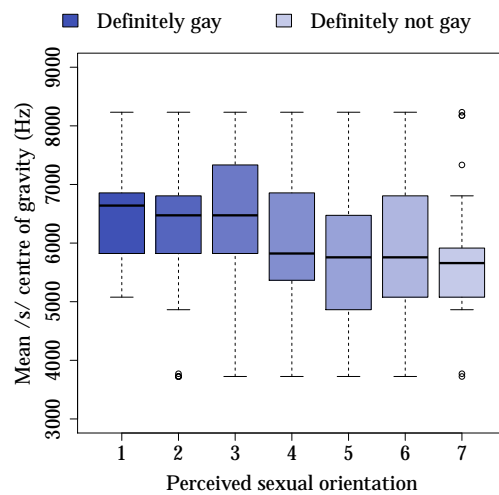 Definitely gay Definitely not gay
Mean /s/ centre of gravity (Hz)
9000
8000
7000
6000
5000
4000
3000
1 2 3 4 5 6 7
Perceived sexual orientation